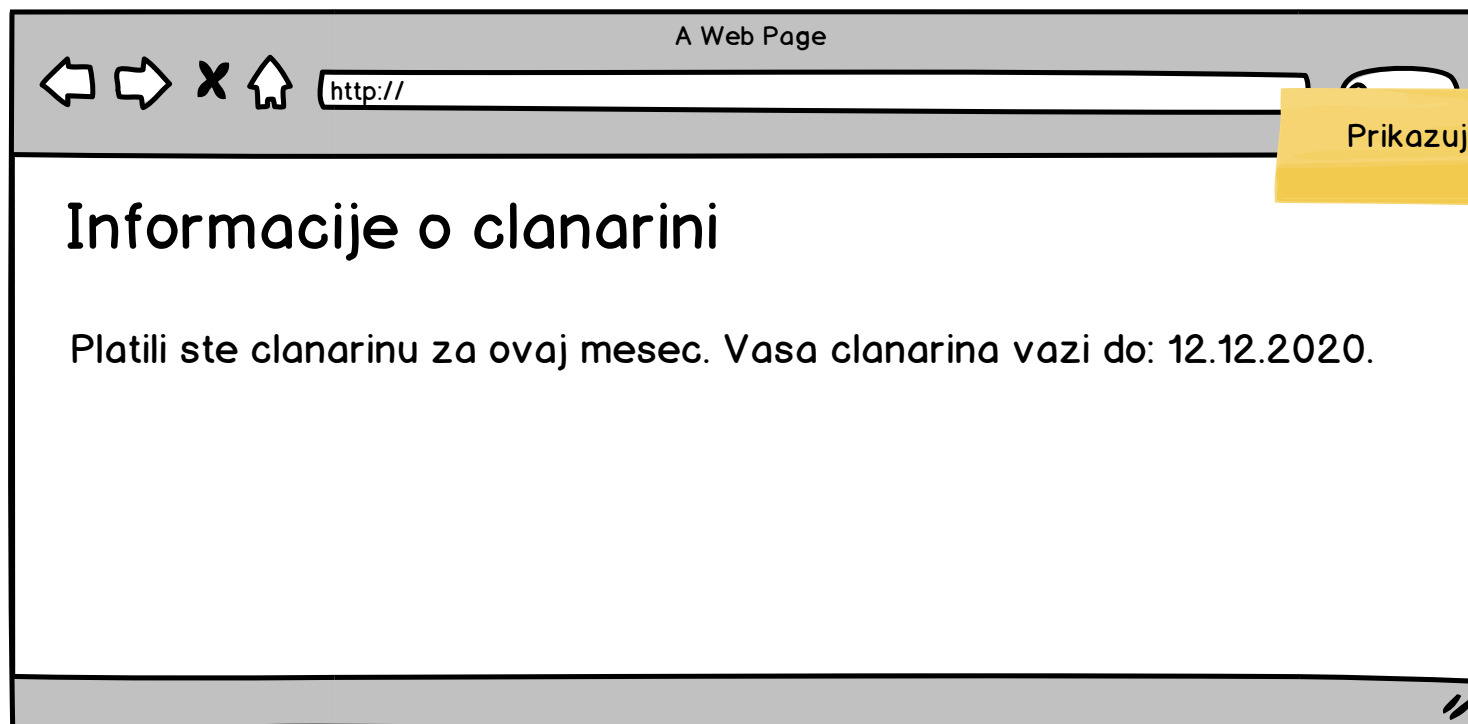 A Web Page
http://
Prikazuj
Informacije o clanarini
Platili ste clanarinu za ovaj mesec. Vasa clanarina vazi do: 12.12.2020.